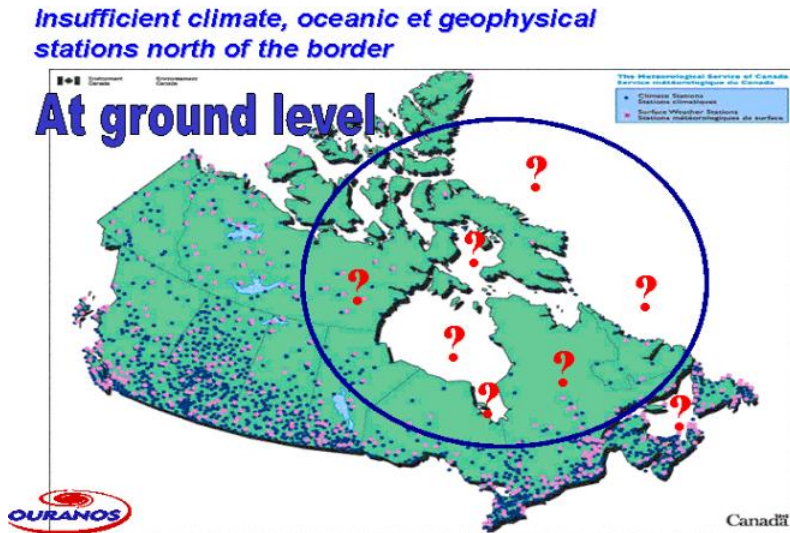 Insufficient climate, oceanic et geophysical
stations north of the border
Environment
Canada
Environnement
Canada
The Meteorological Service of Canada
Service météorologique du Canada
At ground level
Climate Stations
Stations climatiques
Surface Weather Stations
Stations météorologiques de surface
?
?
?
?
?
?
?
?
OURANOS
Canada